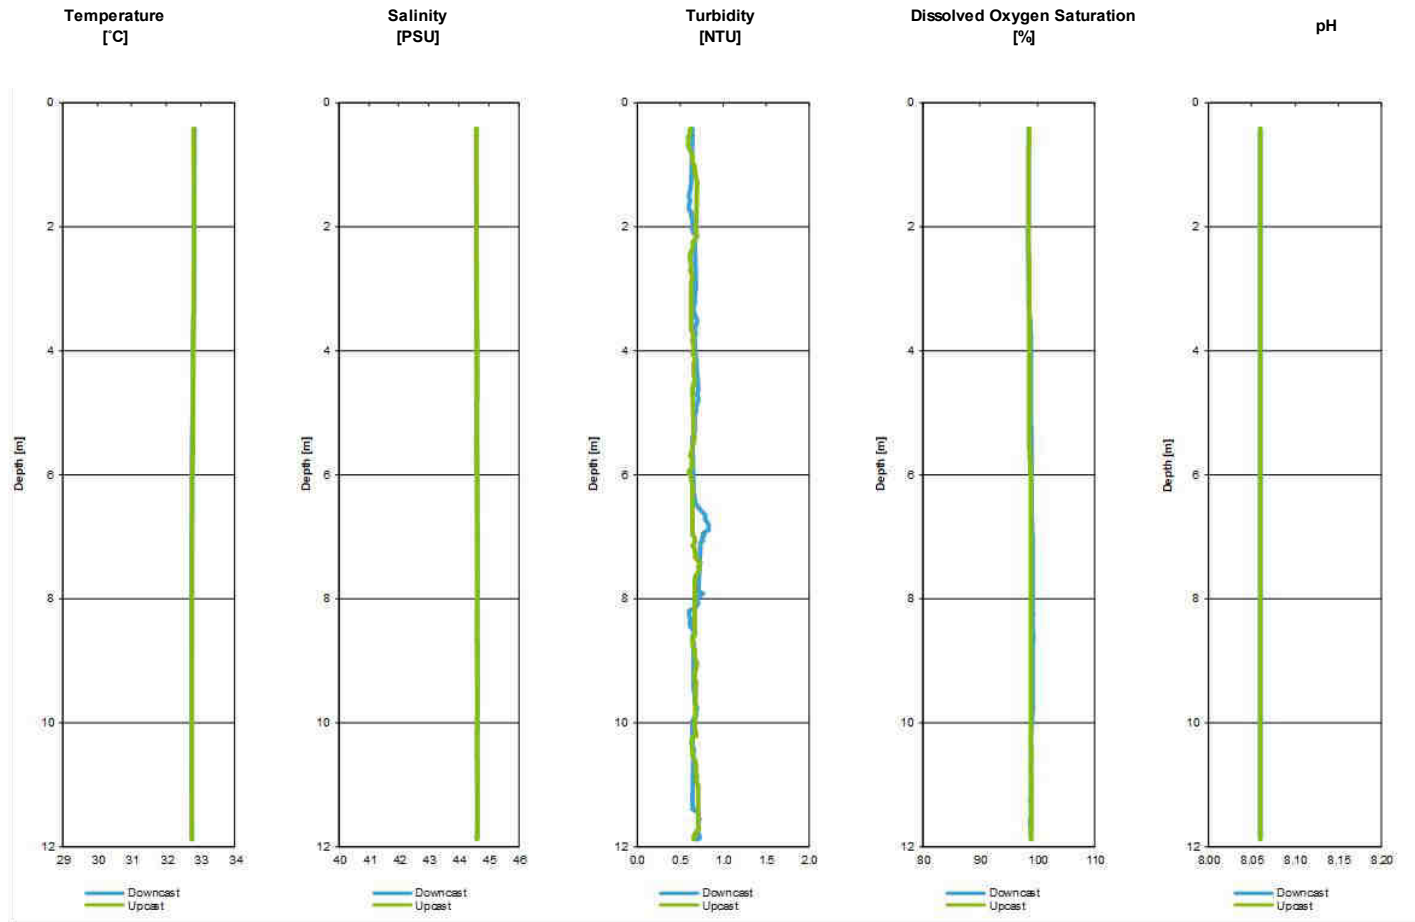 Temperature
[˚C]
Salinity
[PSU]
Turbidity
[NTU]
Dissolved Oxygen Saturation
[%]
pH
0
2
4
6
8
10
12
29 30 31 32 33 34
Depth [m]
Downcast
Upcast
0
2
4
6
8
10
12
40 41 42 43 44 45 46
Depth [m]
Downcast
Upcast
0
2
4
6
8
10
12
0.0 0.5 1.0 1.5 2.0
Depth [m]
Downcast
Upcast
0
2
4
6
8
10
12
80 90 100 110
Depth [m]
Downcast
Upcast
0
2
4
6
8
10
12
8.00 8.05 8.10 8.15 8.20
Depth [m]
Downcast
Upcast